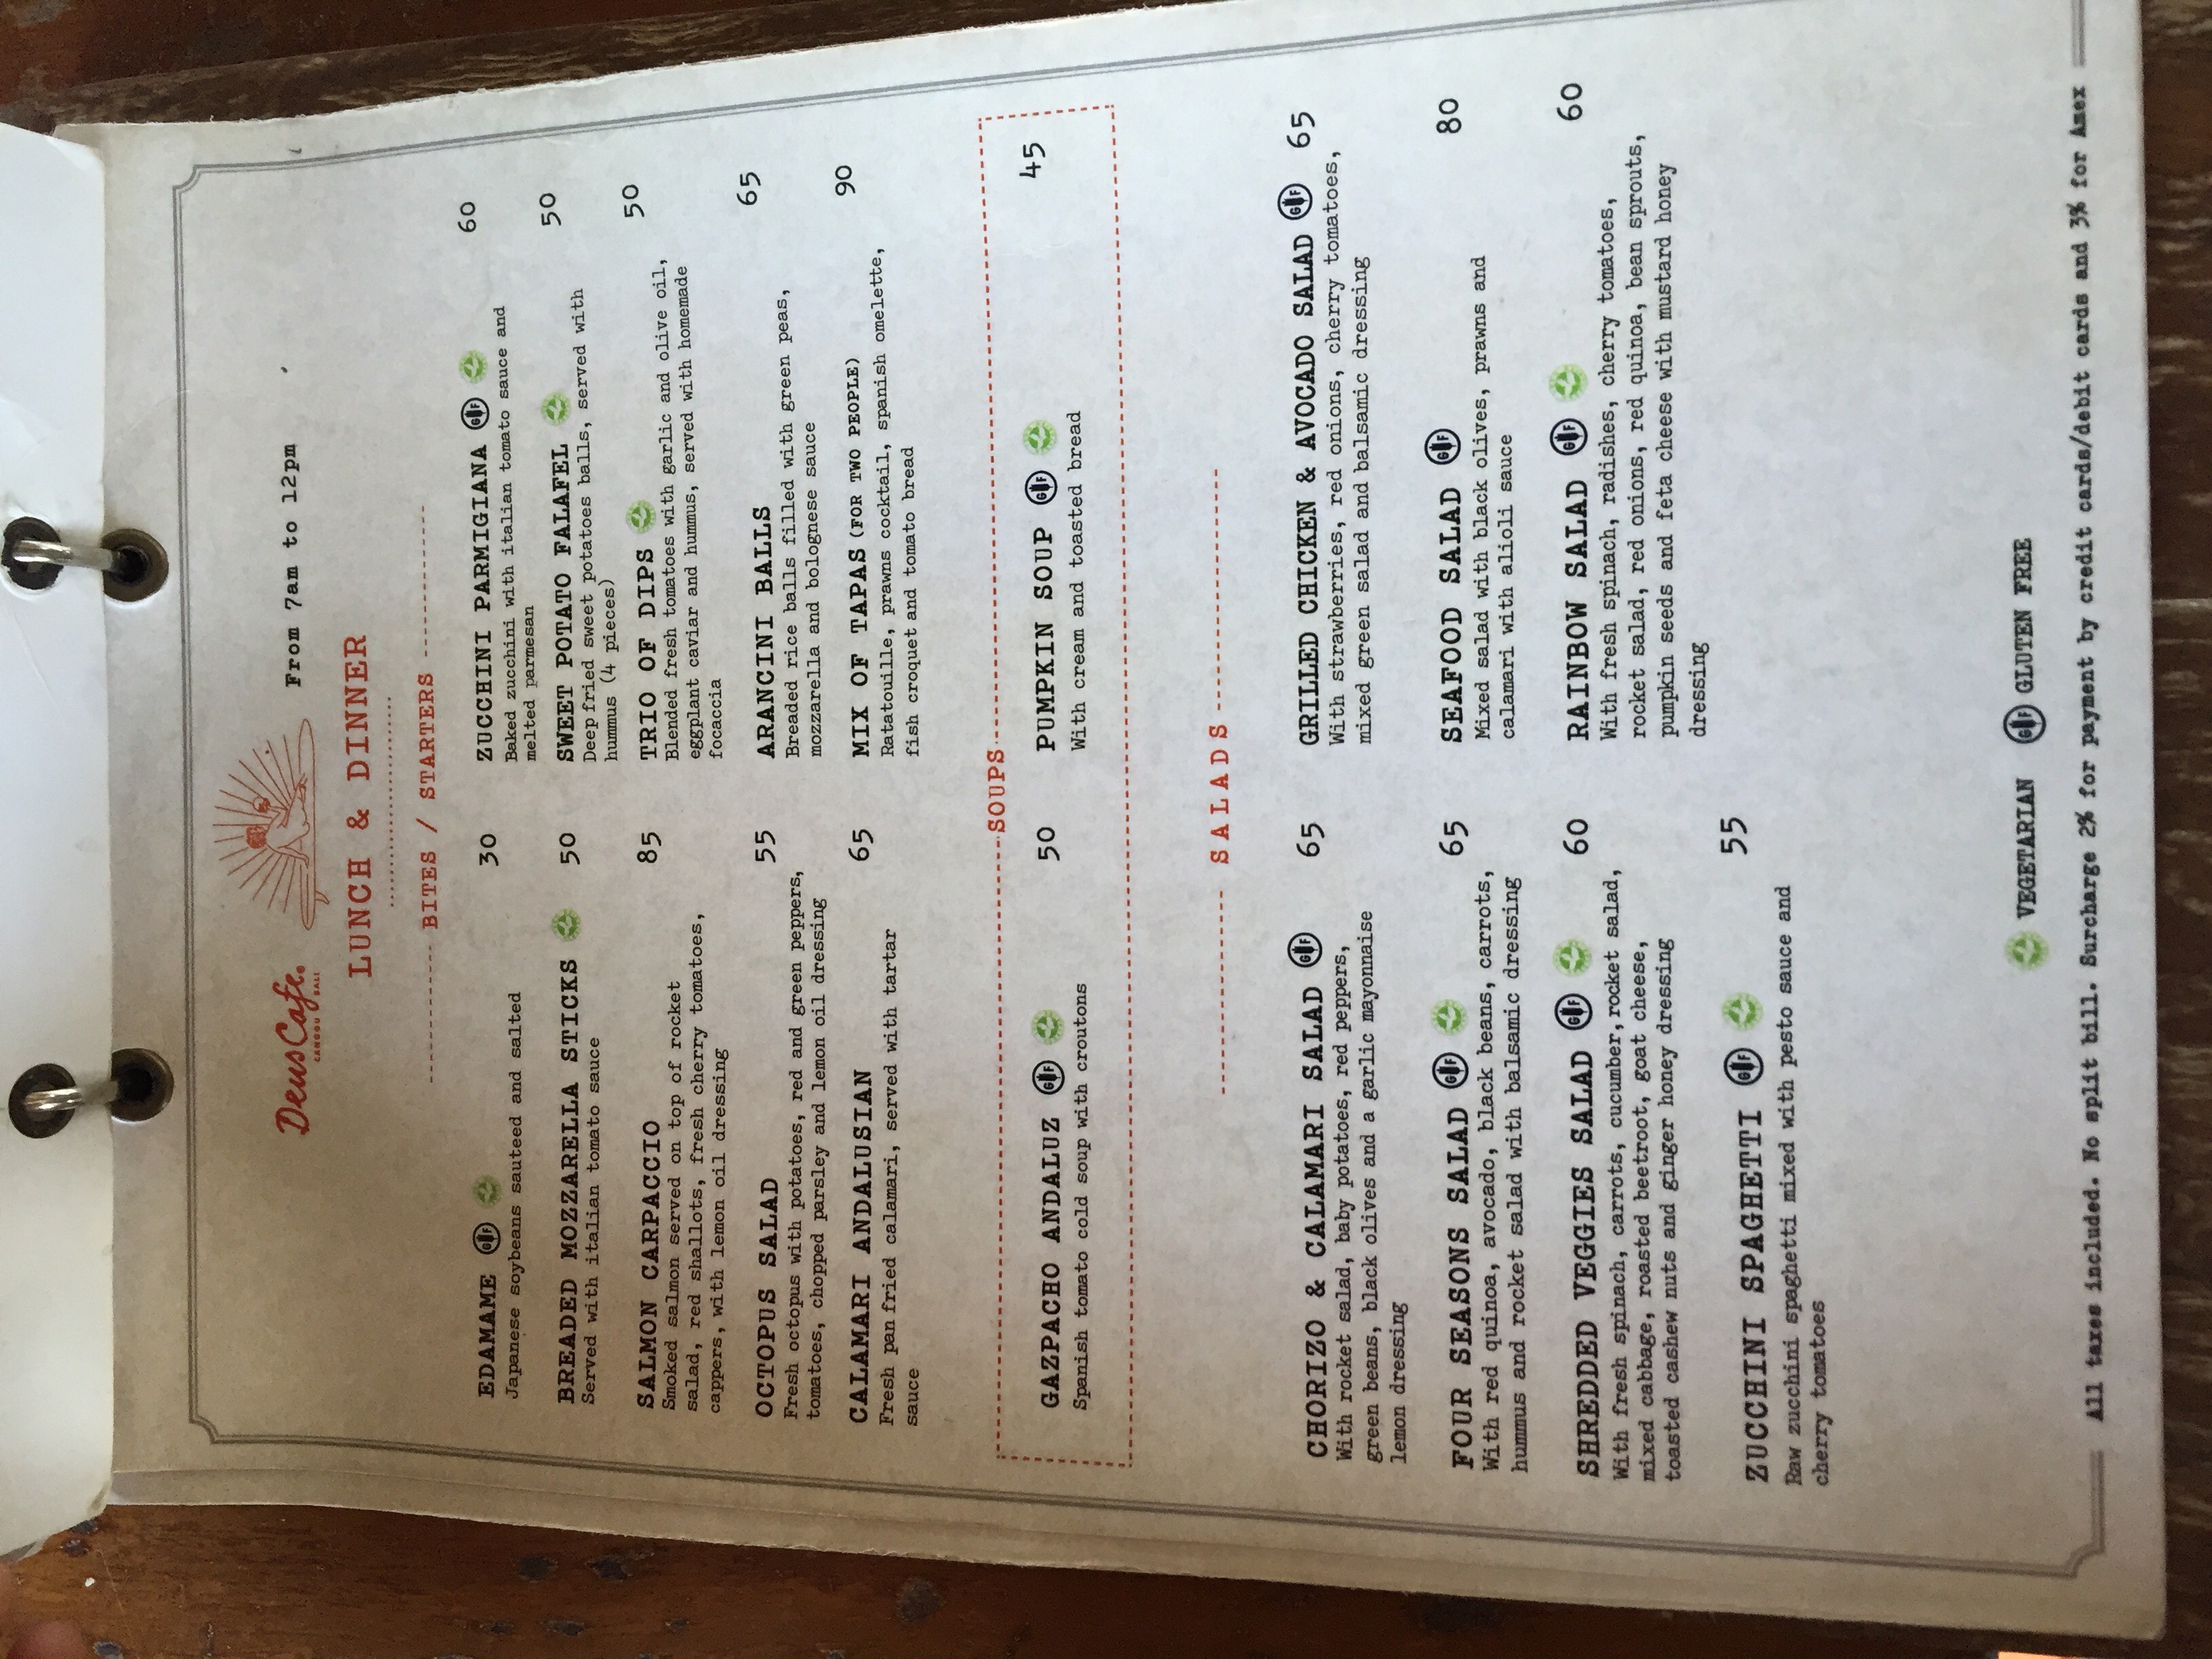 Deus Cafe.
CANGGU BALI
From 7am to 12pm
LUNCH & DINNER
BITES / STARTERS
EDAMAME GF 30
Japanese soybeans sauteed and salted
BREADED MOZZARELLA STICKS 50
Served with italian tomato sauce
SALMON CARPACCIO 85
Smoked salmon served on top of rocket
salad, red shallots, fresh cherry tomatoes,
cappers, with lemon oil dressing
OCTOPUS SALAD 55
Fresh octopus with potatoes, red and green peppers,
tomatoes, chopped parsley and lemon oil dressing
CALAMARI ANDALUSIAN 65
Fresh pan fried calamari, served with tartar
sauce
ZUCCHINI PARMIGIANA GF 60
Baked zucchini with italian tomato sauce and
melted parmesan
SWEET POTATO FALAFEL 50
Deep fried sweet potatoes balls, served with
hummus (4 pieces)
TRIO OF DIPS 50
Blended fresh tomatoes with garlic and olive oil,
eggplant caviar and hummus, served with homemade
focaccia
ARANCINI BALLS 65
Breaded rice balls filled with green peas,
mozzarella and bolognese sauce
MIX OF TAPAS (FOR TWO PEOPLE) 90
Ratatouille, prawns cocktail, spanish omelette,
fish croquet and tomato bread
SOUPS
GAZPACHO ANDALUZ GF 50
Spanish tomato cold soup with croutons
PUMPKIN SOUP GF 45
With cream and toasted bread
SALADS
CHORIZO & CALAMARI SALAD GF 65
With rocket salad, baby potatoes, red peppers,
green beans, black olives and a garlic mayonnaise
lemon dressing
FOUR SEASONS SALAD GF 65
With red quinoa, avocado, black beans, carrots,
hummus and rocket salad with balsamic dressing
SHREDDED VEGGIES SALAD GF 60
With fresh spinach, carrots, cucumber, rocket salad,
mixed cabbage, roasted beetroot, goat cheese,
toasted cashew nuts and ginger honey dressing
ZUCCHINI SPAGHETTI GF 55
Raw zucchini spaghetti mixed with pesto sauce and
cherry tomatoes
GRILLED CHICKEN & AVOCADO SALAD GF 65
With strawberries, red onions, cherry tomatoes,
mixed green salad and balsamic dressing
SEAFOOD SALAD GF 80
Mixed salad with black olives, prawns and
calamari with alioli sauce
RAINBOW SALAD GF 60
With fresh spinach, radishes, cherry tomatoes,
rocket salad, red onions, red quinoa, bean sprouts,
pumpkin seeds and feta cheese with mustard honey
dressing
VEGETARIAN GF GLUTEN FREE
All taxes included. No split bill. Surcharge 2% for payment by credit cards/debit cards and 3% for Amex